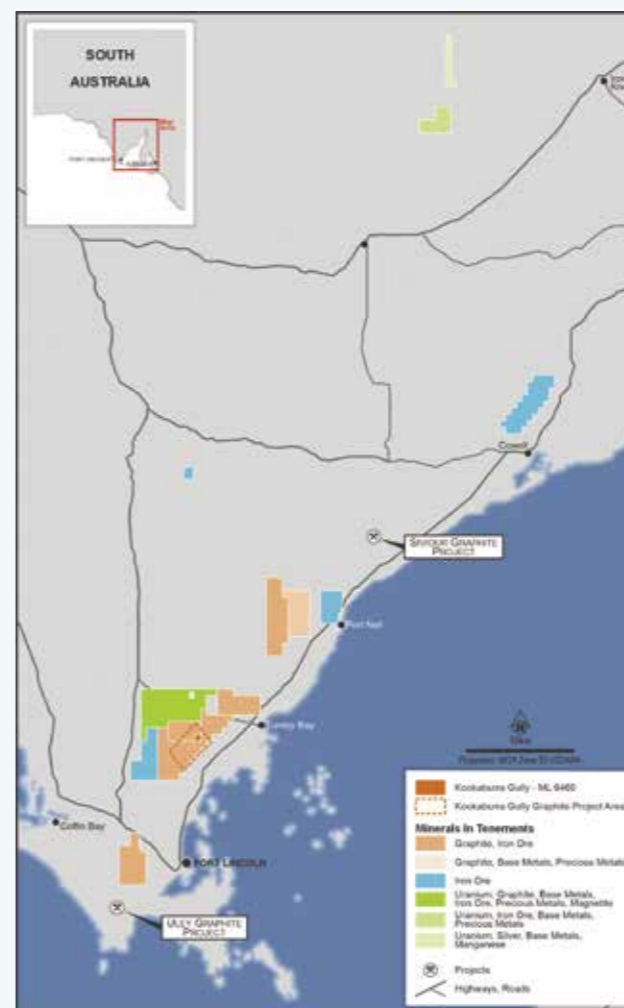 SOUTH
AUSTRALIA
Cowell
SIVIOUR GRAPHITE
PROJECT
Port Neill
Coffin Bay
PORT LINCOLN
ULEY GRAPHITE
PROJECT
Kookaburra Gully - ML 6460
Kookaburra Gully Graphite Project Area
Minerals in Tenements
Graphite, Iron Ore
Graphite, Base Metals, Precious Metals
Iron Ore
Uranium, Graphite, Base Metals,
Iron Ore, Precious Metals, Magnetite
Uranium, Iron Ore, Base Metals,
Precious Metals
Uranium, Silver, Base Metals,
Manganese
Projects
Highways, Roads